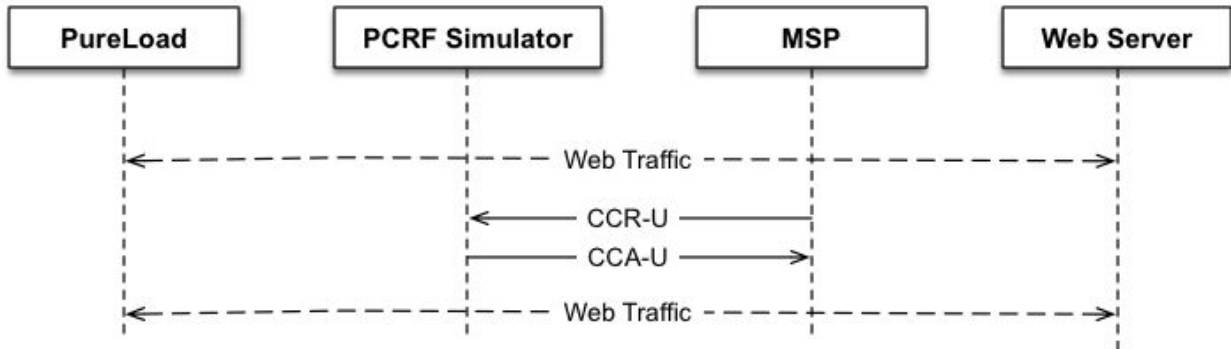 PureLoad
PCRF Simulator
MSP
Web Server
Web Traffic
CCR-U
CCA-U
Web Traffic